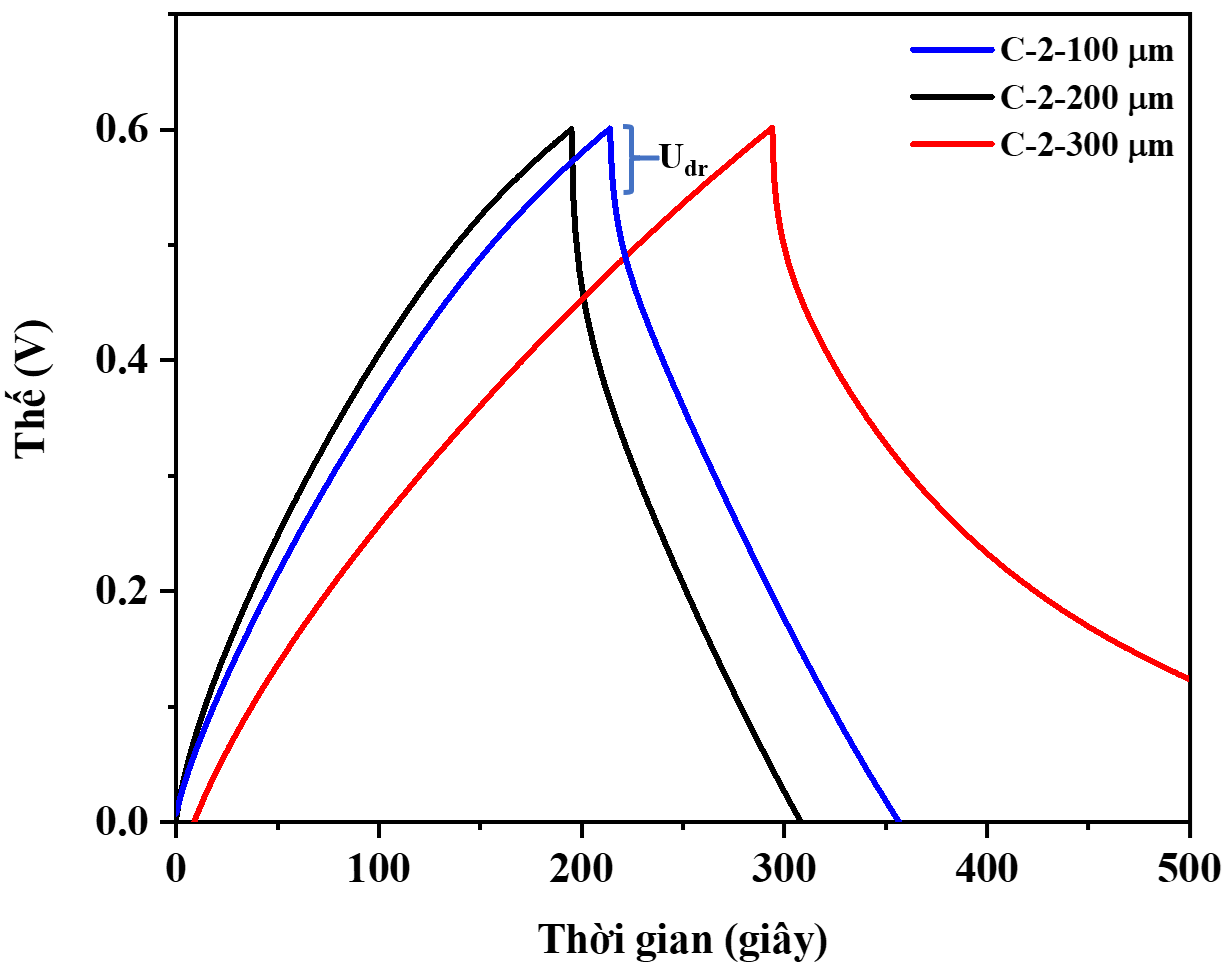 C-2-100 μm
C-2-200 μm
C-2-300 μm
Udr
Thế (V)
0.6
0.4
0.2
0.0
0 100 200 300 400 500
Thời gian (giây)